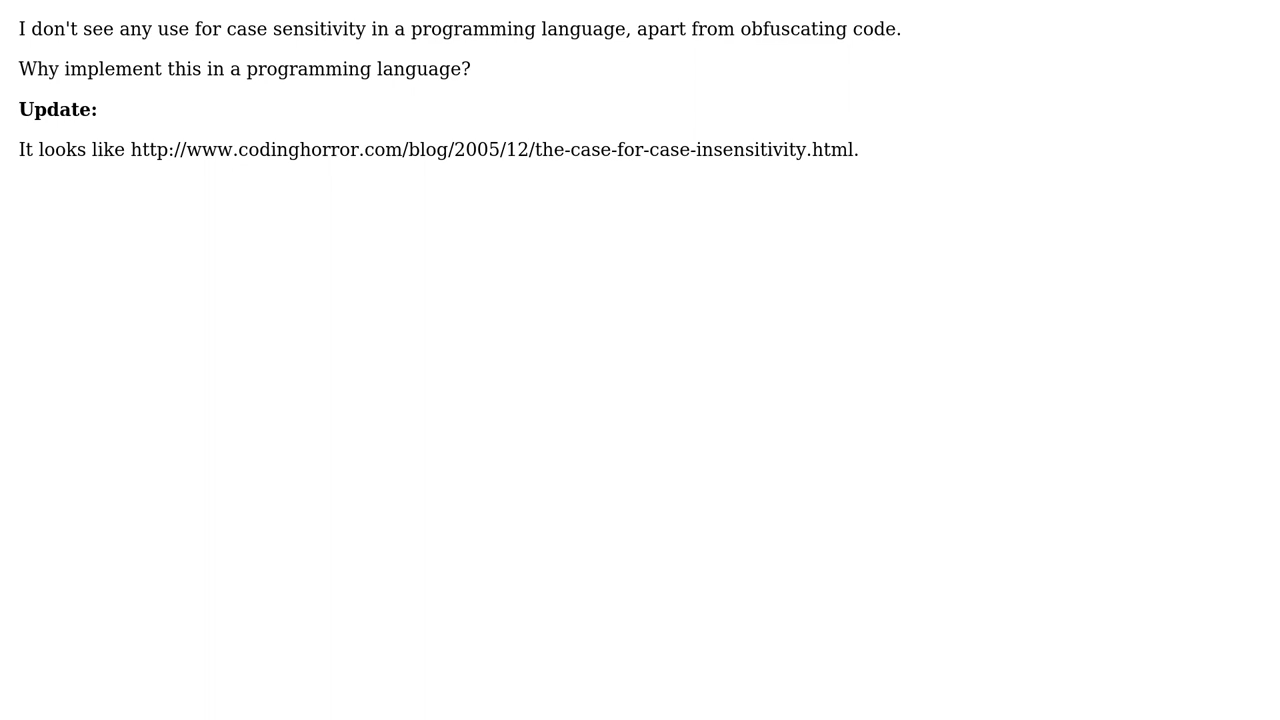 I don't see any use for case sensitivity in a programming language, apart from obfuscating code.
Why implement this in a programming language?
Update:
It looks like http://www.codinghorror.com/blog/2005/12/the-case-for-case-insensitivity.html.